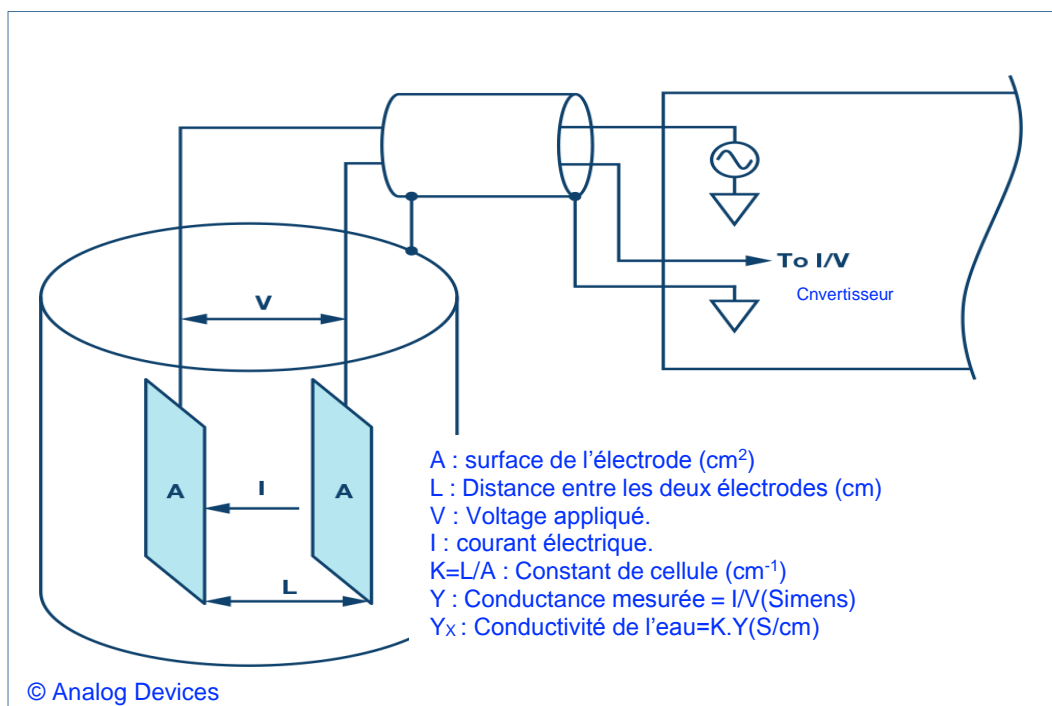 To I/V
Cnvertisseur
V
A
I
A
L
A : surface de l'électrode (cm²)
L : Distance entre les deux électrodes (cm)
V : Voltage appliqué.
I : courant électrique.
K=L/A : Constant de cellule (cm⁻¹)
Y : Conductance mesurée = I/V(Simens)
Yx : Conductivité de l'eau=K.Y(S/cm)
© Analog Devices